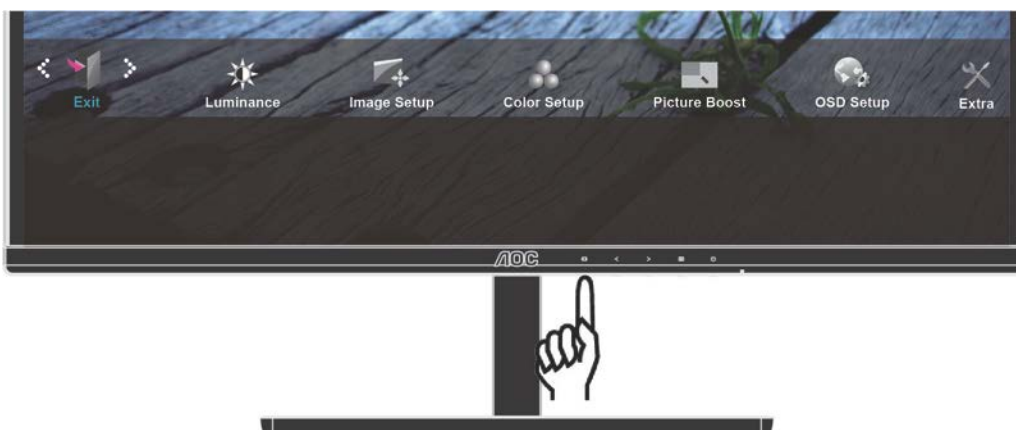 Exit
Luminance
Image Setup
Color Setup
Picture Boost
OSD Setup
Extra
AOC